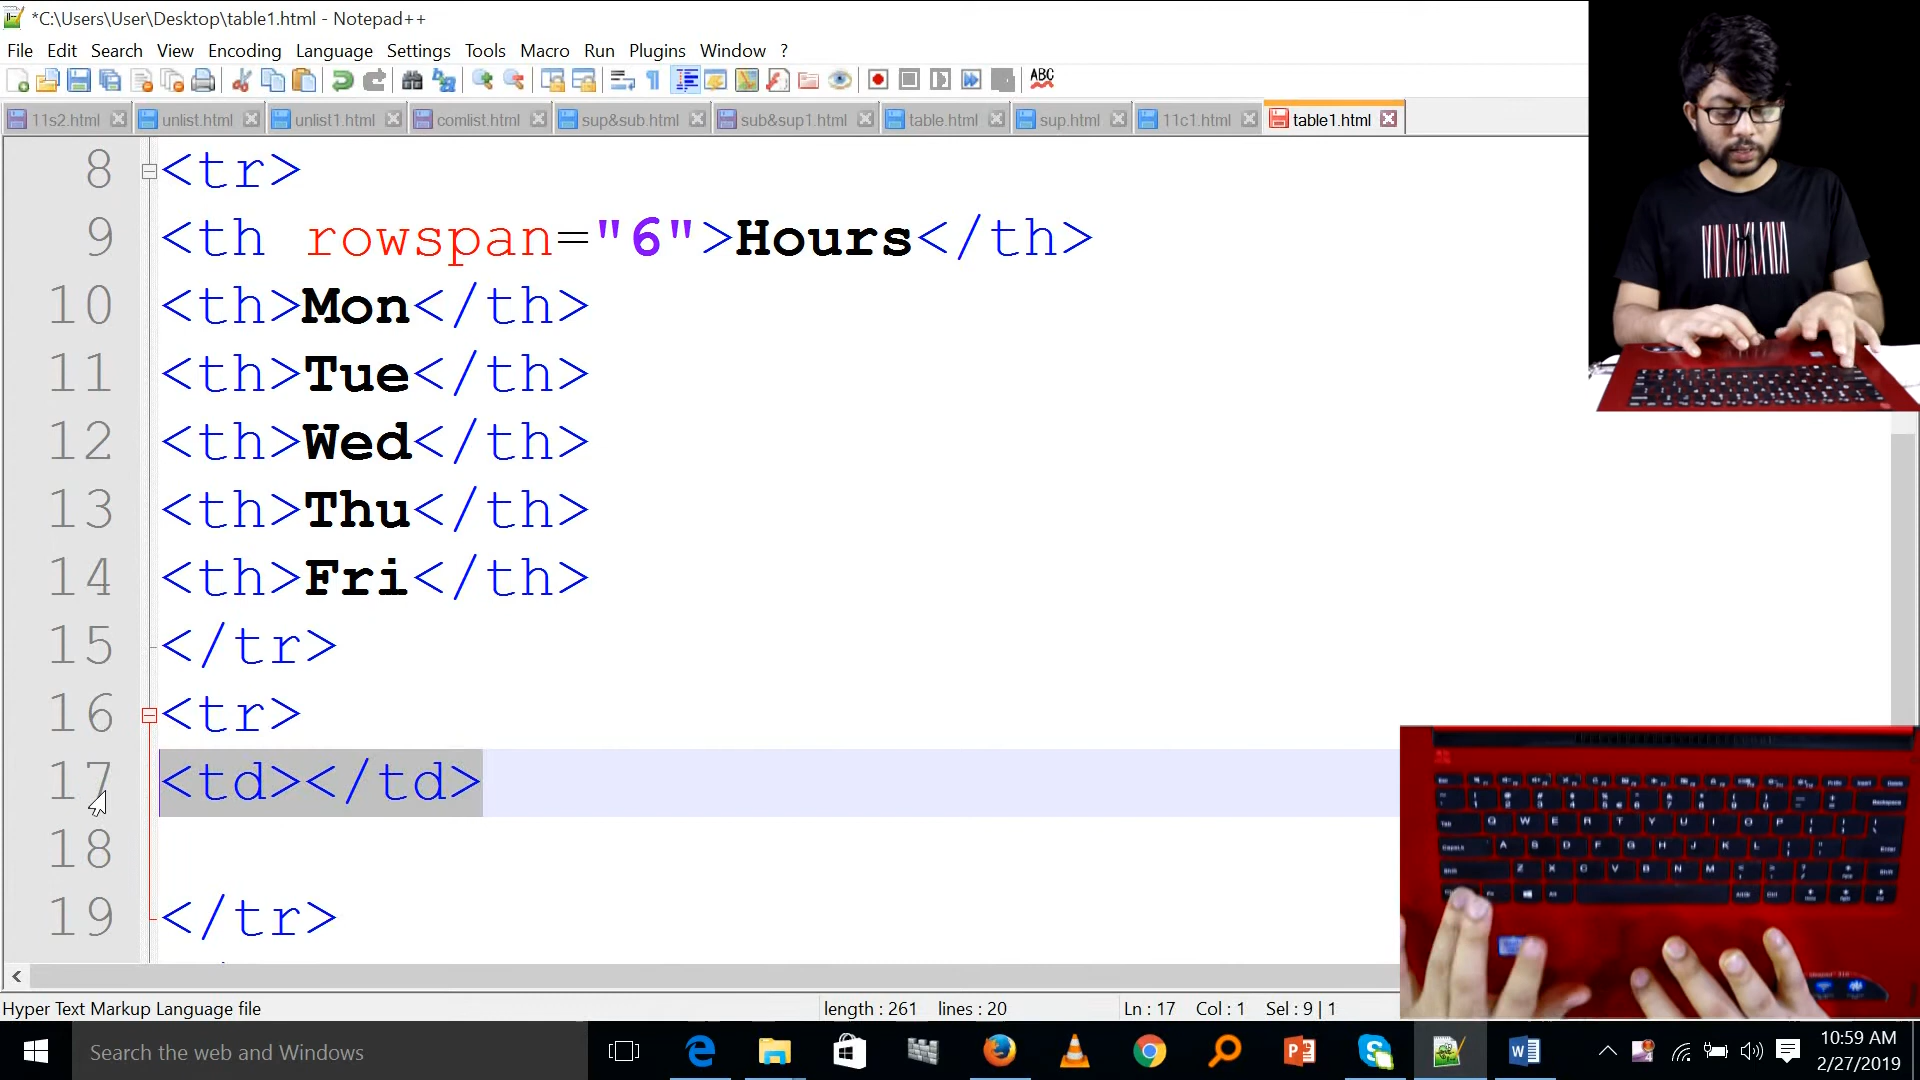 *C:\Users\User\Desktop\table1.html - Notepad++
File Edit Search View Encoding Language Settings Tools Macro Run Plugins Window ?
ABC
11s2.html unlist.html unlist1.html comlist.html sup&sub.html sub&sup1.html table.html sup.html 11c1.html table1.html
8 <tr>
9 <th rowspan="6">Hours</th>
10 <th>Mon</th>
11 <th>Tue</th>
12 <th>Wed</th>
13 <th>Thu</th>
14 <th>Fri</th>
15 </tr>
16 <tr>
17 <td></td>
18
19 </tr>
Hyper Text Markup Language file length : 261 lines : 20 Ln : 17 Col : 1 Sel : 9 | 1
Search the web and Windows
10:59 AM
2/27/2019